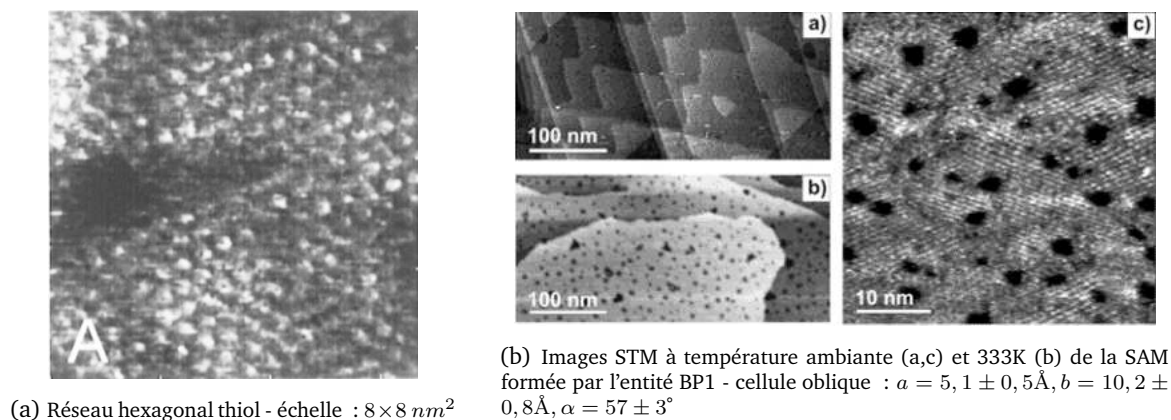 A
(a) Réseau hexagonal thiol - échelle : 8×8 nm²
a)
100 nm
b)
100 nm
c)
10 nm
(b) Images STM à température ambiante (a,c) et 333K (b) de la SAM
formée par l'entité BP1 - cellule oblique : a = 5, 1 ± 0, 5Å, b = 10, 2 ±
0, 8Å, α = 57 ± 3°